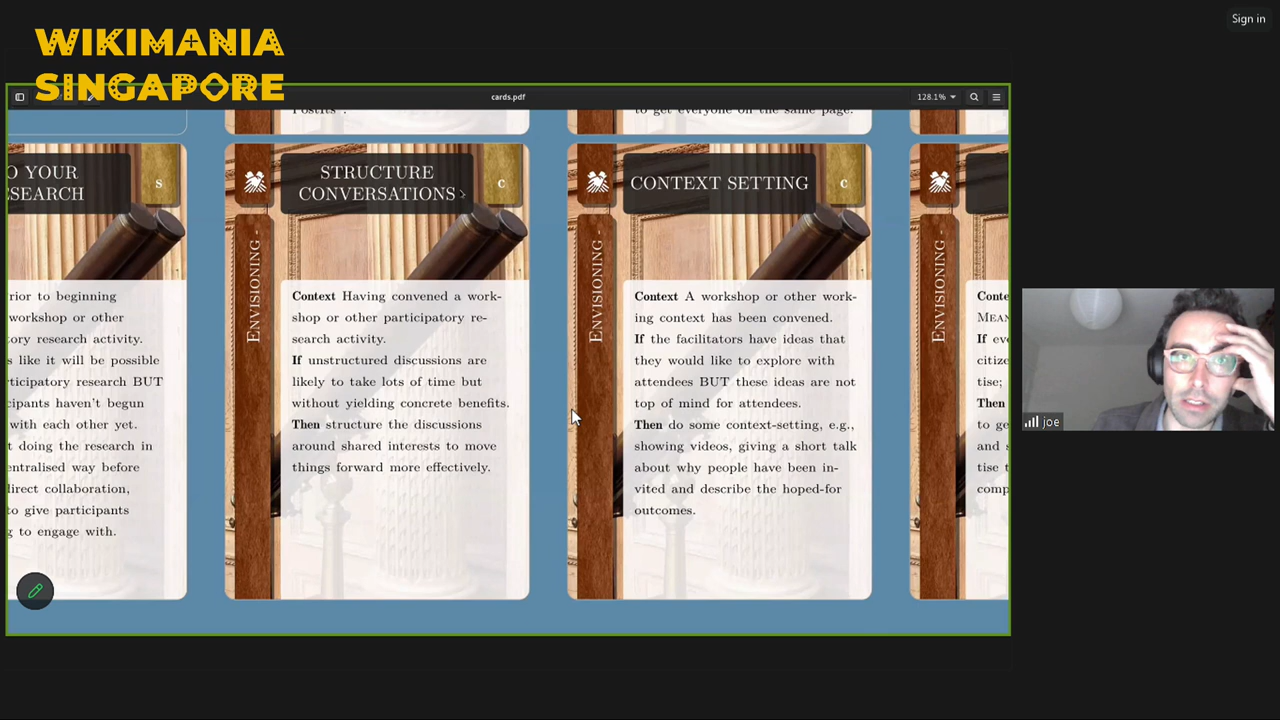 Sign in
WIKIMANIA
SINGAPORE
cards.pdf
128.1%
to get everyone on the same page.
O YOUR
SEARCH
S
rior to beginning
workshop or other
tory research activity.
s like it will be possible
rticipatory research BUT
cipants haven't begun
with each other yet.
t doing the research in
entralised way before
direct collaboration,
to give participants
g to engage with.
STRUCTURE
CONVERSATIONS
C
ENVISIONING -
Context Having convened a work-
shop or other participatory re-
search activity.
If unstructured discussions are
likely to take lots of time but
without yielding concrete benefits.
Then structure the discussions
around shared interests to move
things forward more effectively.
CONTEXT SETTING
C
ENVISIONING -
Context A workshop or other work-
ing context has been convened.
If the facilitators have ideas that
they would like to explore with
attendees BUT these ideas are not
top of mind for attendees.
Then do some context-setting, e.g.,
showing videos, giving a short talk
about why people have been in-
vited and describe the hoped-for
outcomes.
ENVISIONING -
Conte
MEAN
If eve
citize
tise;
Then
to ge
and s
tise t
comp
joe